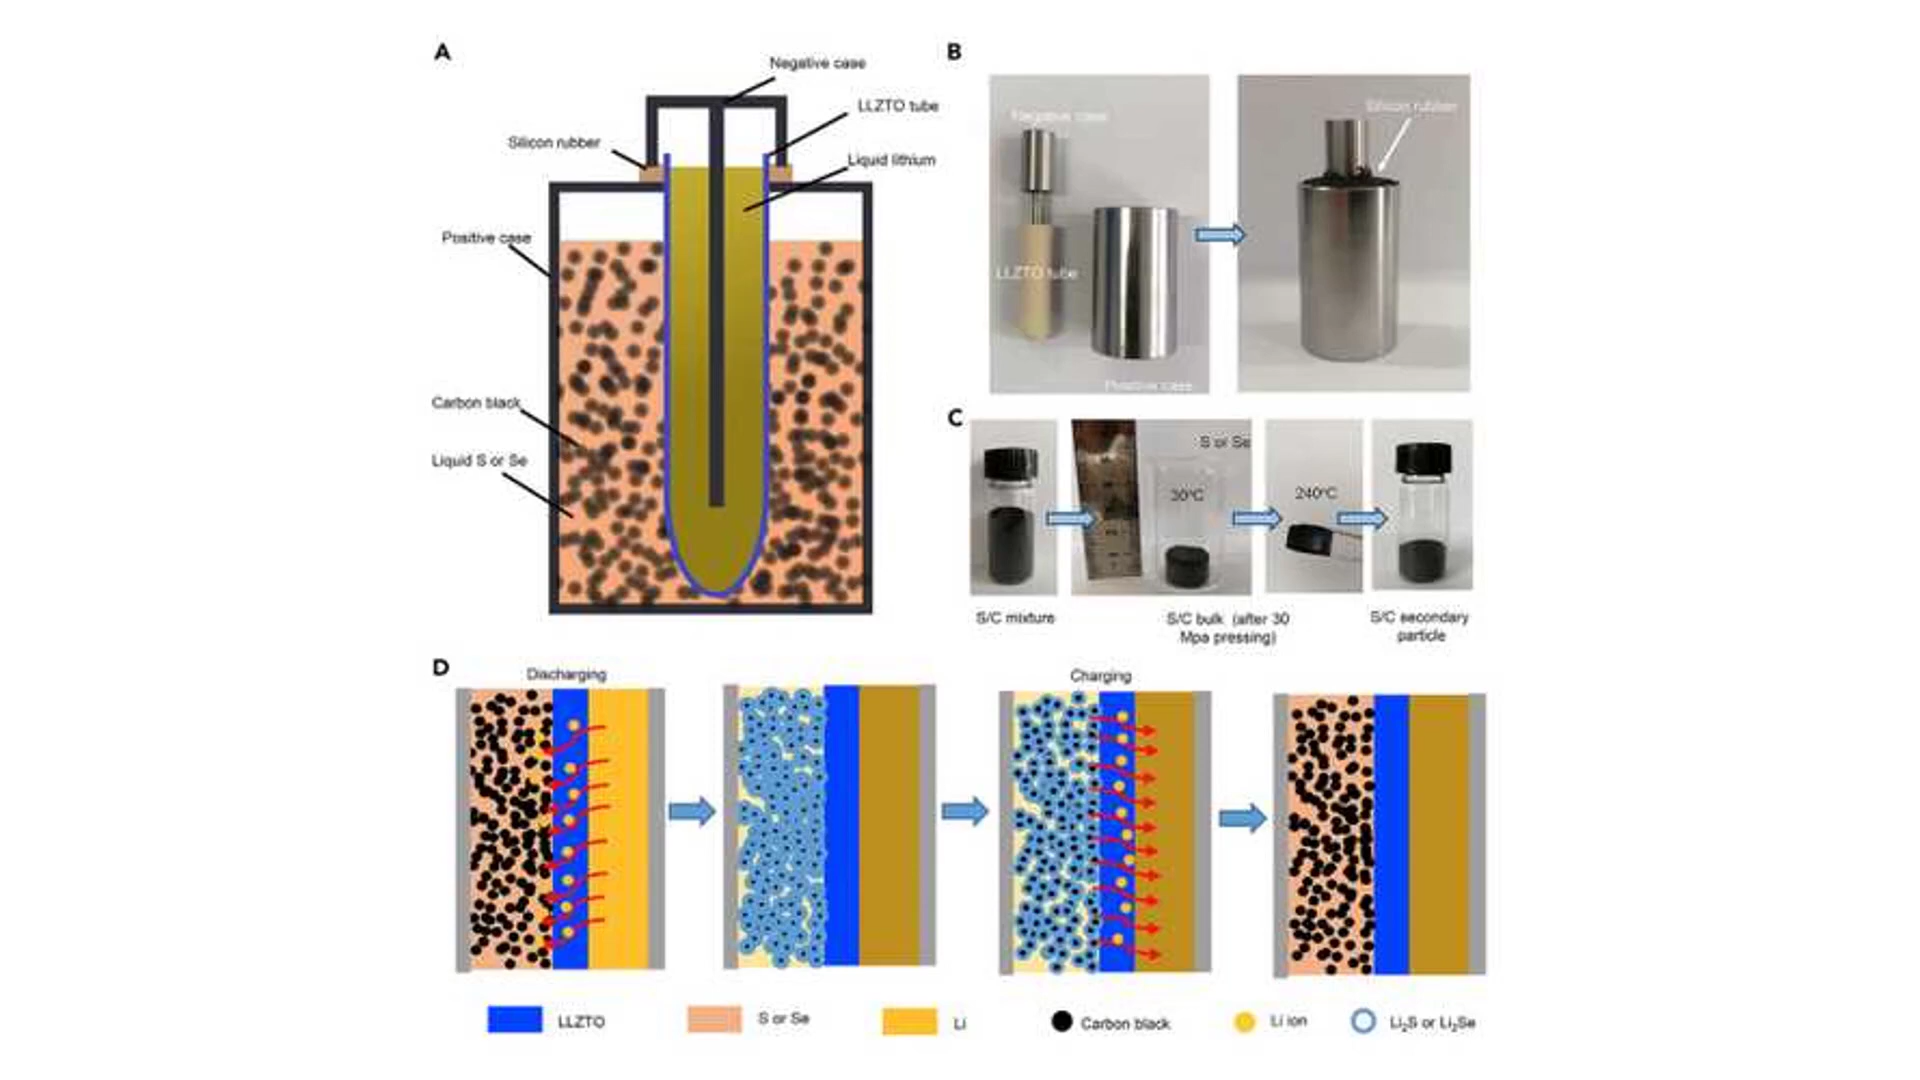 A
Negative case
LLZTO tube
Silicon rubber
Liquid lithium
Positive case
Carbon black
Liquid S or Se
B
Negative case
LLZTO tube
Positive case
Silicon rubber
C
S or Se
30°C
240°C
S/C mixture
S/C bulk (after 30
Mpa pressing)
S/C secondary
particle
D
Discharging
Charging
LLZTO
S or Se
Li
Carbon black
Li ion
Li₂S or Li₂Se